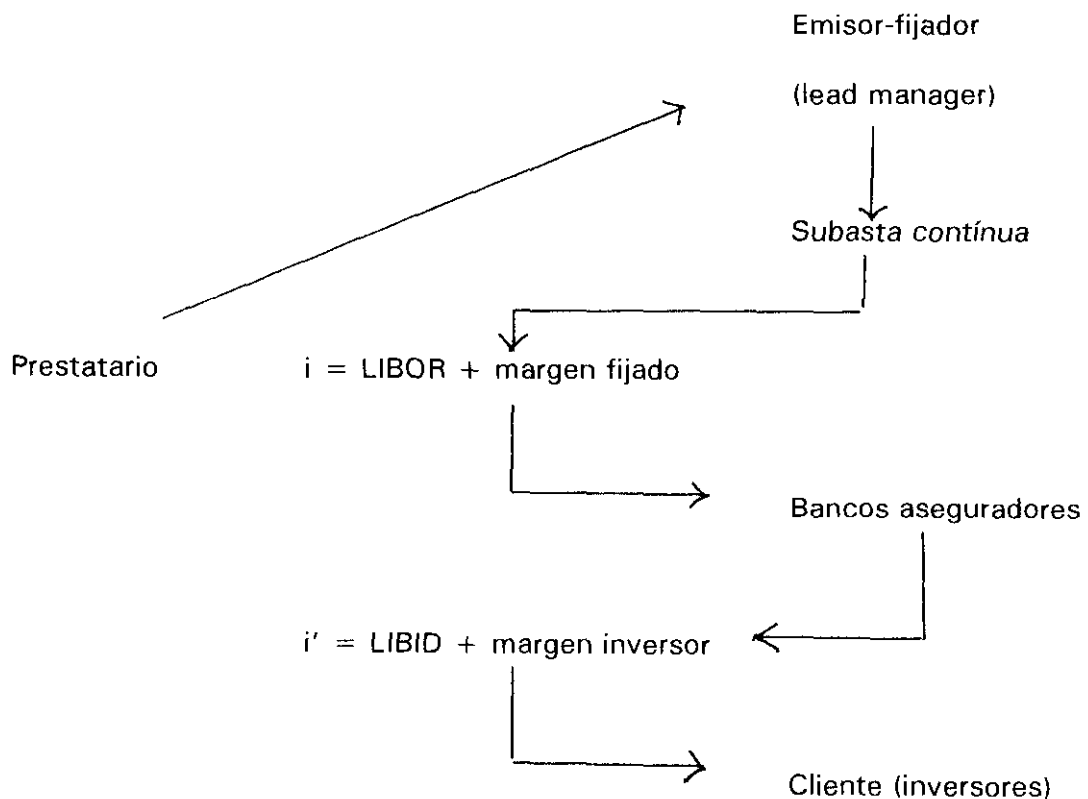 Emisor-fijador
(lead manager)
Subasta contínua
Prestatario
i = LIBOR + margen fijado
Bancos aseguradores
i' = LIBID + margen inversor
Cliente (inversores)